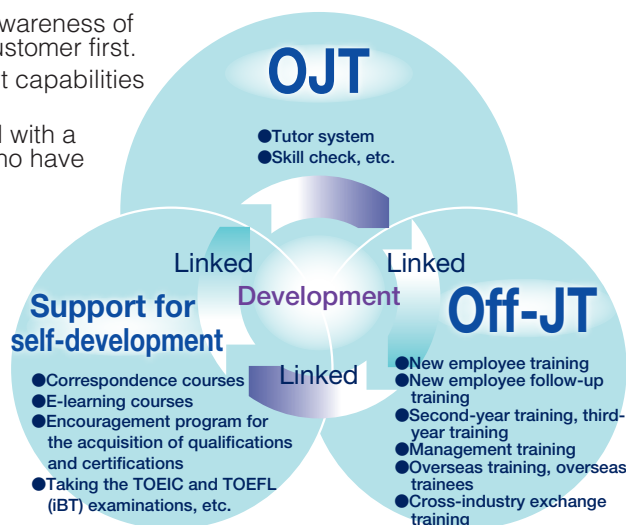 wareness of
ustomer first.
t capabilities
with a
no have
OJT
●Tutor system
●Skill check, etc.
Linked
Linked
Development
Support for
self-development
Off-JT
Linked
●Correspondence courses
●E-learning courses
●Encouragement program for
the acquisition of qualifications
and certifications
●Taking the TOEIC and TOEFL
(iBT) examinations, etc.
●New employee training
●New employee follow-up
training
●Second-year training, third-
year training
●Management training
●Overseas training, overseas
trainees
●Cross-industry exchange
training